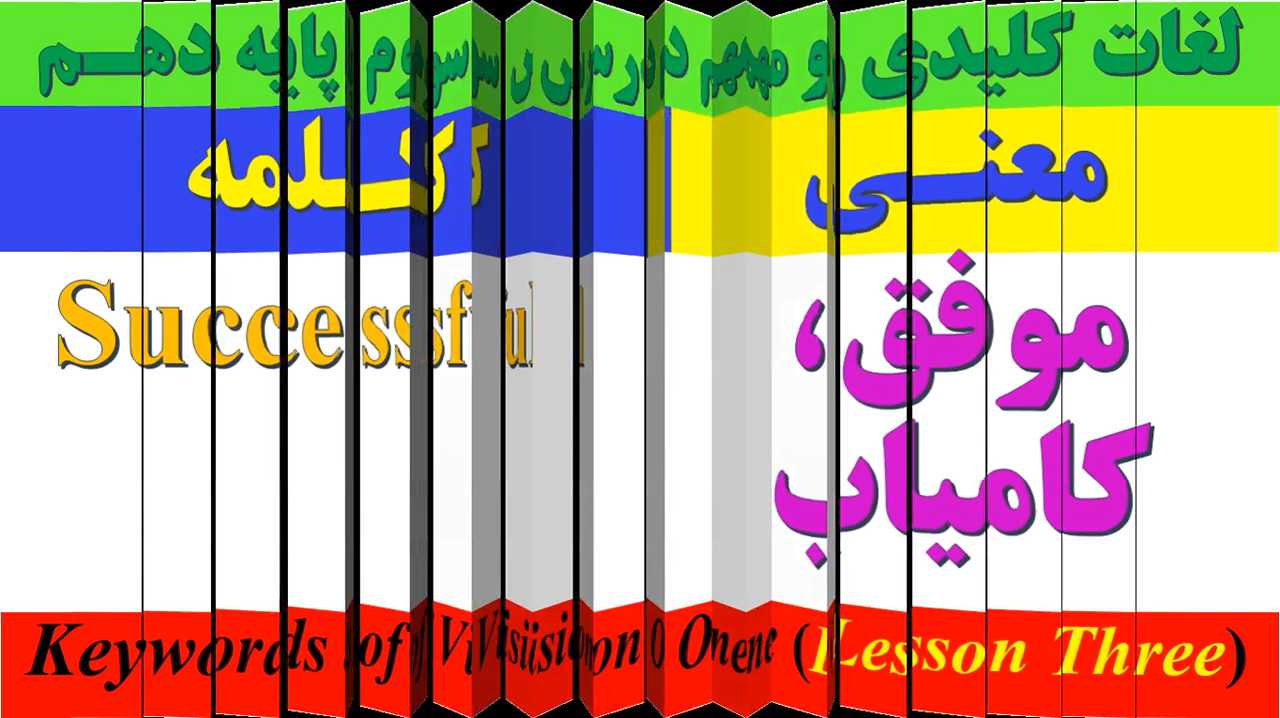 لغات کلیدی و مهم درس سوم پایه دهم
معنی
کلمه
Successful
موفق،
کامیاب
Keywords of Vision One (Lesson Three)